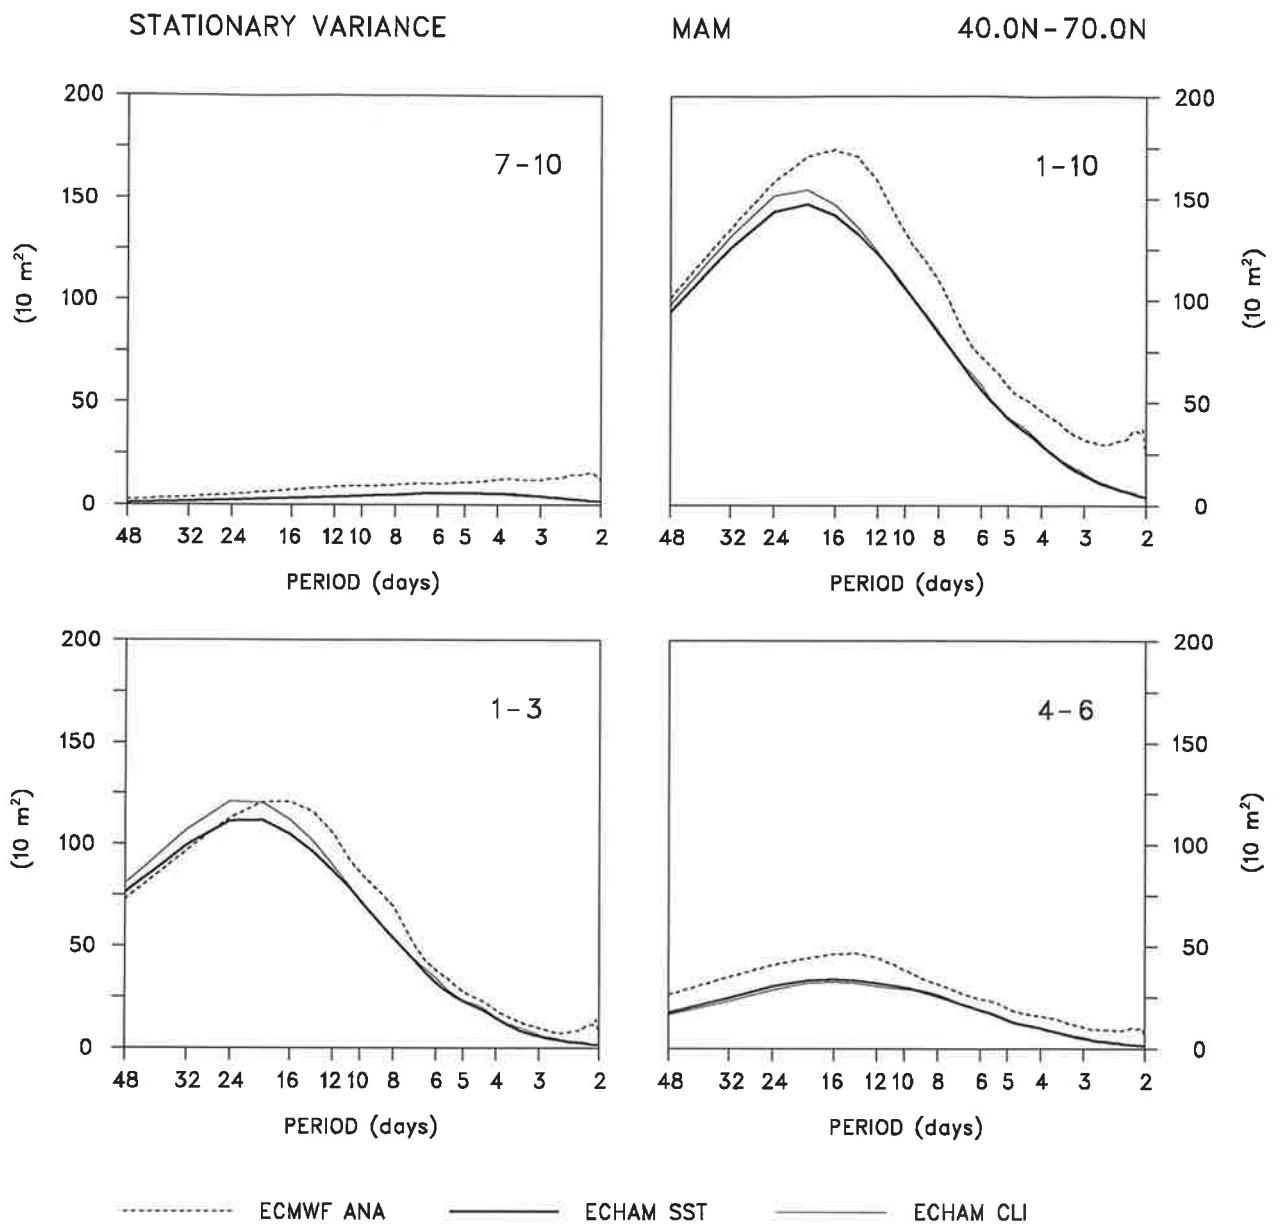 STATIONARY VARIANCE MAM 40.0N-70.0N
200
150
100
50
0
(10 m²)
7-10
48 32 24 16 12 10 8 6 5 4 3 2
PERIOD (days)
200
150
100
50
0
(10 m²)
1-10
48 32 24 16 12 10 8 6 5 4 3 2
PERIOD (days)
200
150
100
50
0
(10 m²)
1-3
48 32 24 16 12 10 8 6 5 4 3 2
PERIOD (days)
200
150
100
50
0
(10 m²)
4-6
48 32 24 16 12 10 8 6 5 4 3 2
PERIOD (days)
ECMWF ANA ECHAM SST ECHAM CLI